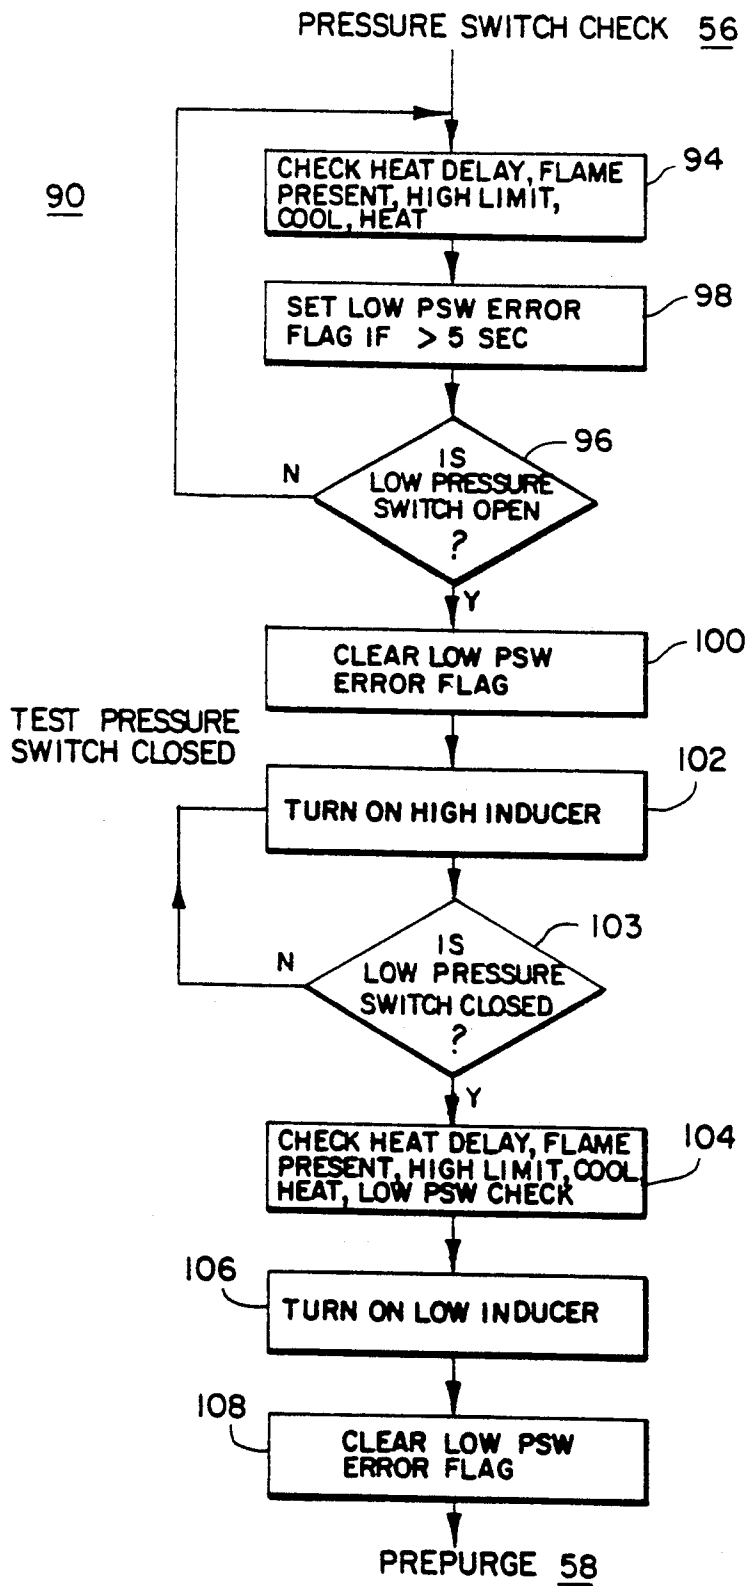 PRESSURE SWITCH CHECK 56
90
94
CHECK HEAT DELAY, FLAME
PRESENT, HIGH LIMIT,
COOL, HEAT
98
SET LOW PSW ERROR
FLAG IF > 5 SEC
96
IS
LOW PRESSURE
SWITCH OPEN
?
N
Y
100
CLEAR LOW PSW
ERROR FLAG
TEST PRESSURE
SWITCH CLOSED
102
TURN ON HIGH INDUCER
103
IS
LOW PRESSURE
SWITCH CLOSED
?
N
Y
104
CHECK HEAT DELAY, FLAME
PRESENT, HIGH LIMIT, COOL
HEAT, LOW PSW CHECK
106
TURN ON LOW INDUCER
108
CLEAR LOW PSW
ERROR FLAG
PREPURGE 58